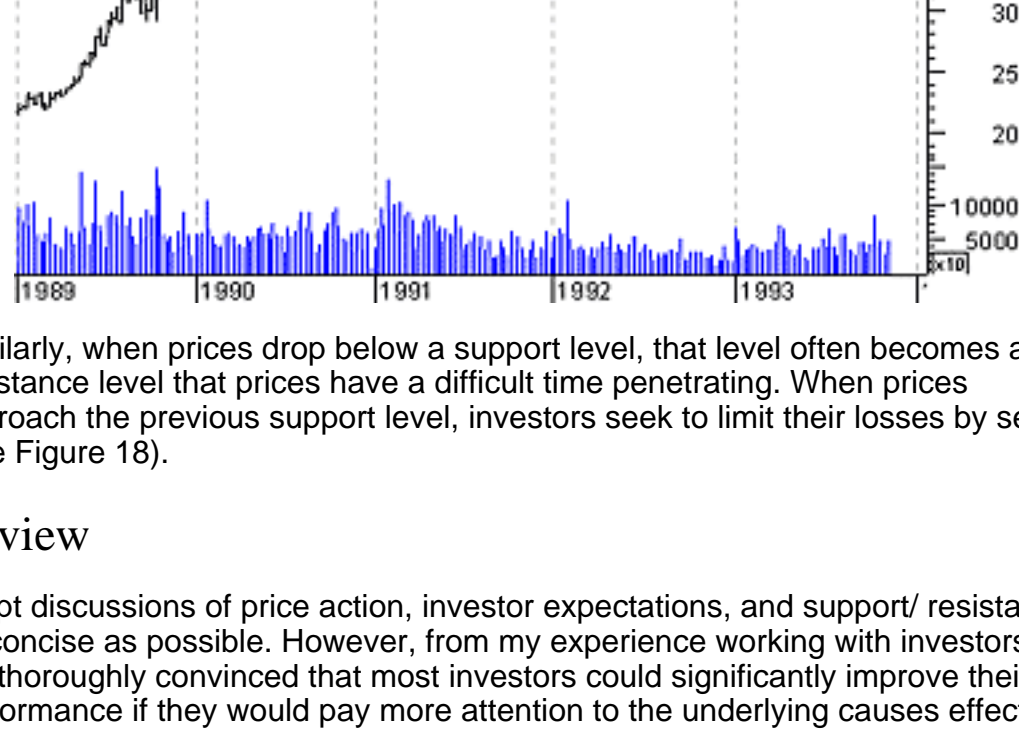 30
25
20
10000
5000
x10
1989 1990 1991 1992 1993
ilarly, when prices drop below a support level, that level often becomes a
stance level that prices have a difficult time penetrating. When prices
roach the previous support level, investors seek to limit their losses by se
e Figure 18).
view
ot discussions of price action, investor expectations, and support/ resista
concise as possible. However, from my experience working with investors
thoroughly convinced that most investors could significantly improve thei
ormance if they would pay more attention to the underlying causes effect